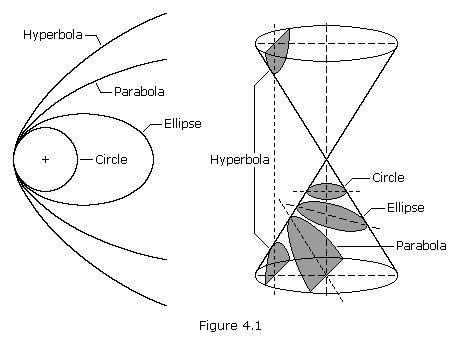 Hyperbola
Parabola
Ellipse
Circle
Hyperbola
Circle
Ellipse
Parabola
Figure 4.1